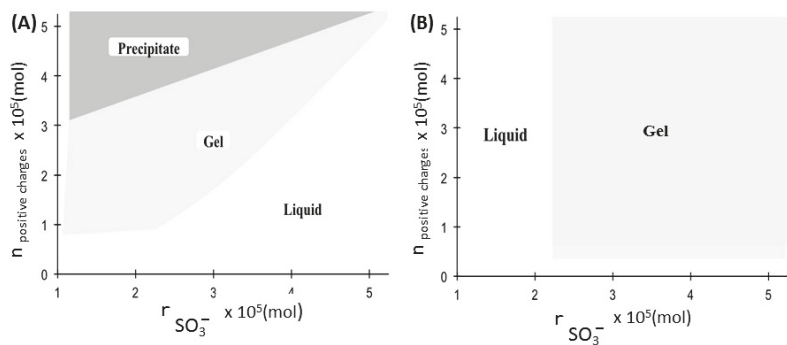 (A)
5
4
3
2
1
0
n positive charges x 10⁵(mol)
Precipitate
Gel
Liquid
1 2 3 4 5
r SO₃⁻ x 10⁵(mol)
(B)
5
4
3
2
1
0
n positive charges x 10⁵(mol)
Liquid
Gel
1 2 3 4 5
r SO₃⁻ x 10⁵(mol)